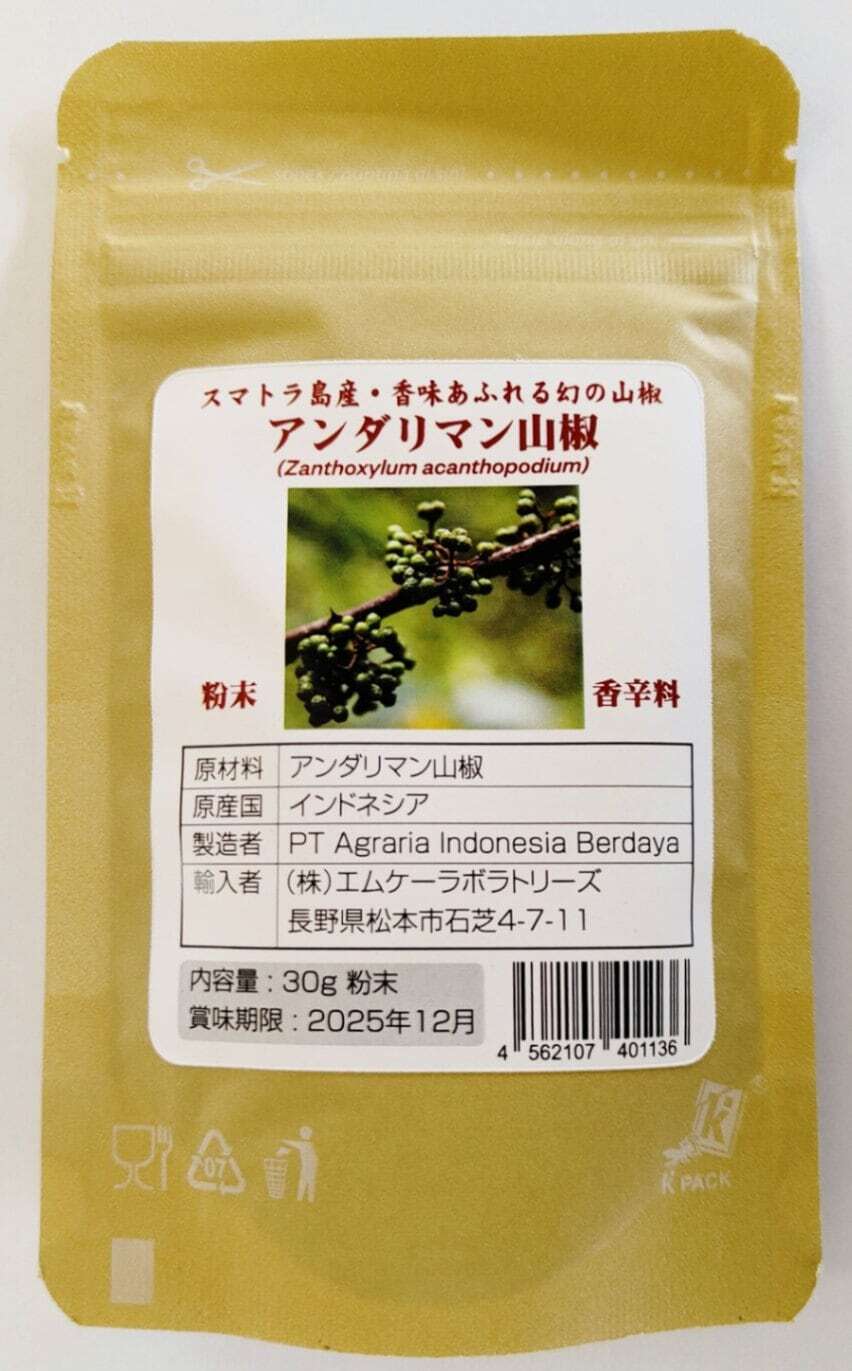 スマトラ島産・香味あふれる幻の山椒
アンダリマン山椒
(Zanthoxylum acanthopodium)
粉末
香辛料
原材料 アンダリマン山椒
原産国 インドネシア
製造者 PT Agraria Indonesia Berdaya
輸入者 (株)エムケーラボラトリーズ
長野県松本市石芝4-7-11
内容量 : 30g 粉末
賞味期限 : 2025年12月
4 562107 401136
07
K PACK